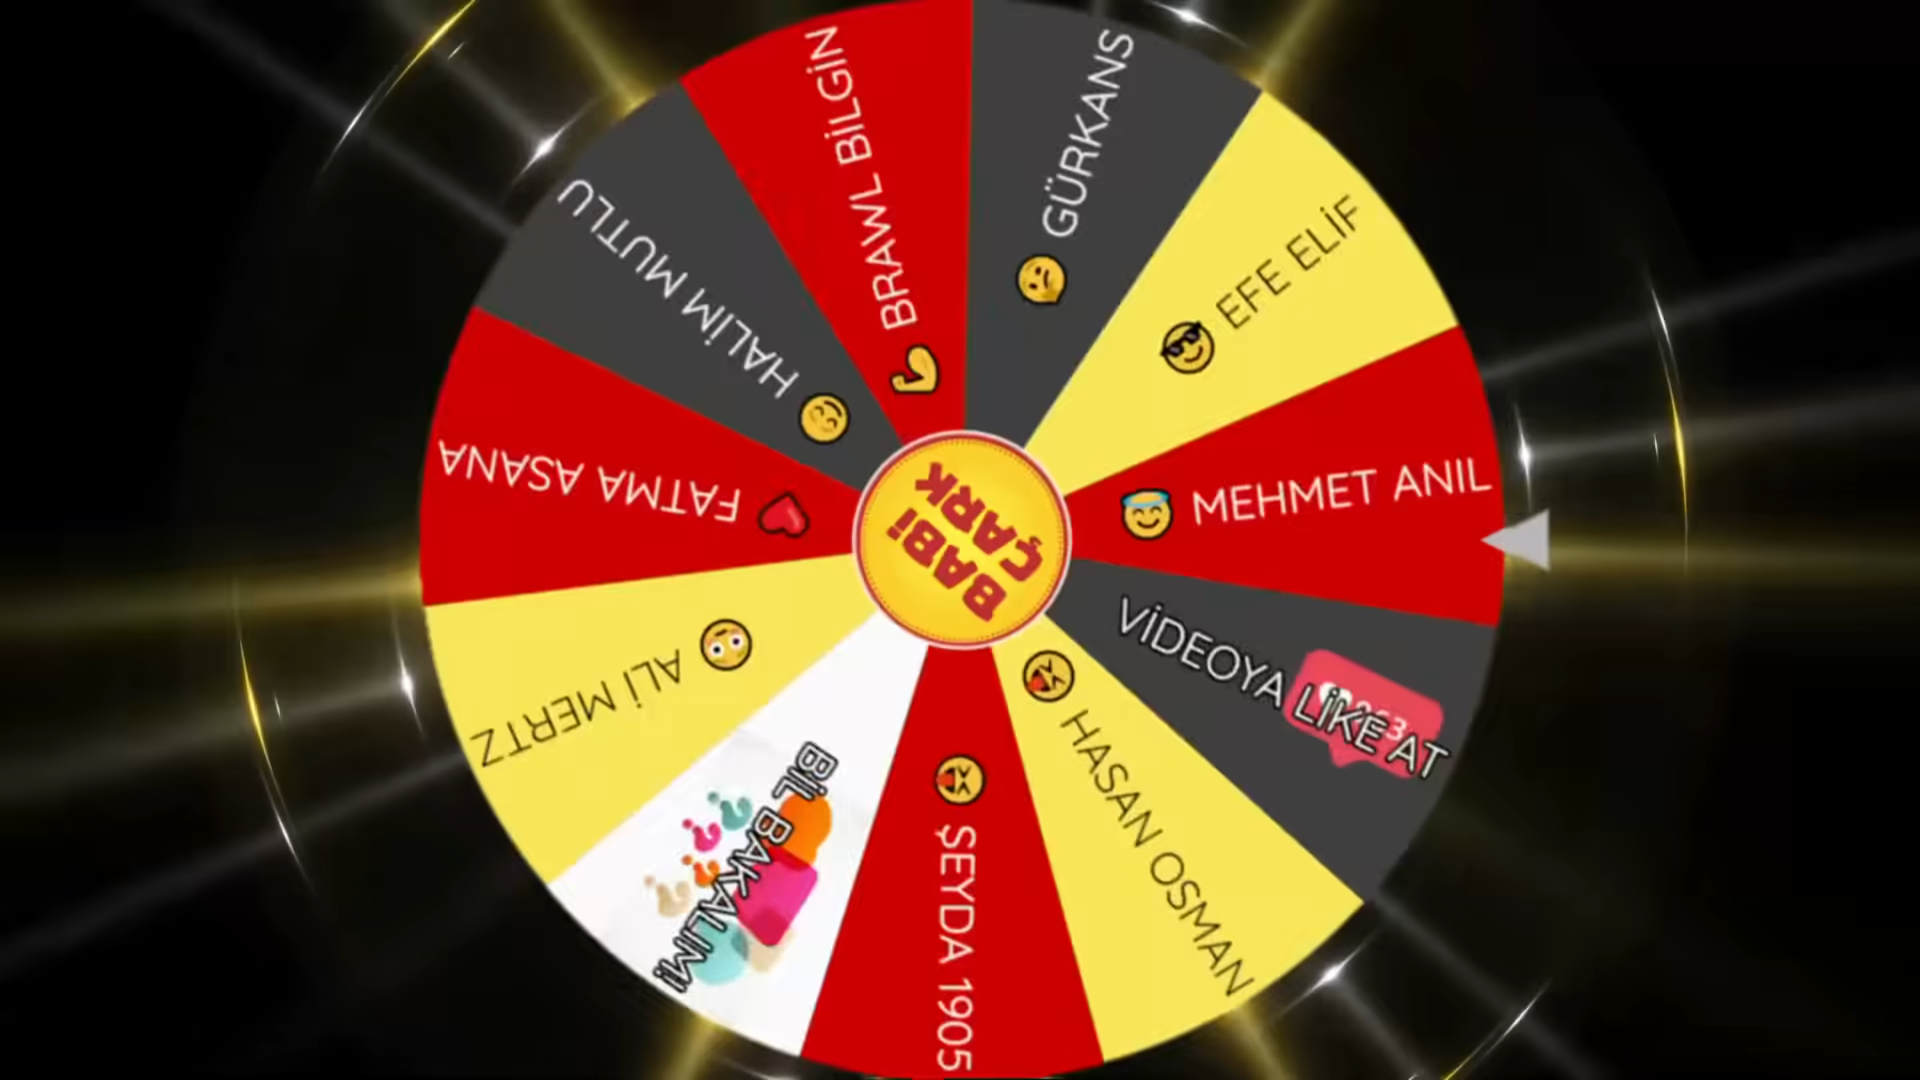 BRAWL BİLGİN
GÜRKANS
EFE ELİF
MEHMET ANIL
VİDEOYA LİKE AT
HASAN OSMAN
ŞEYDA 1905
BİL BAKALIM!
ALİ MERTZ
FATMA ASANA
HALİM MUTLU
BABİ
ÇARK